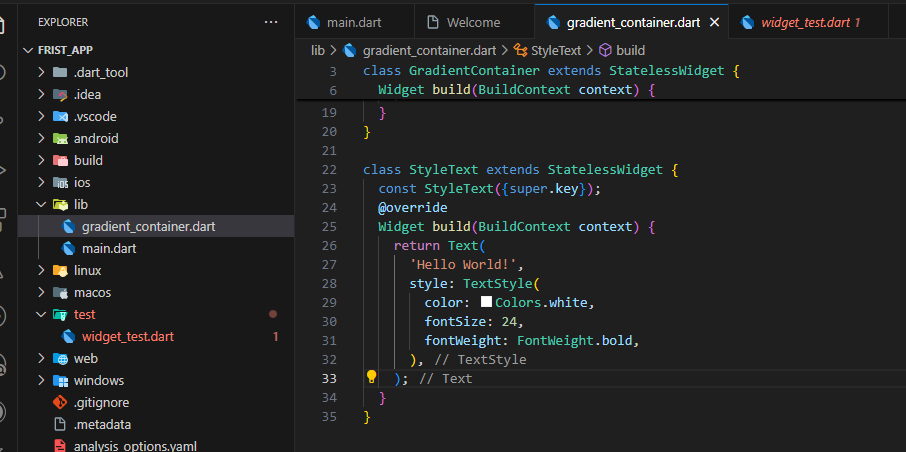 EXPLORER
FRIST_APP
.dart_tool
.idea
.vscode
android
build
ios
lib
gradient_container.dart
main.dart
linux
macos
test
widget_test.dart 1
web
windows
.gitignore
.metadata
analysis_options.yaml
main.dart
Welcome
gradient_container.dart
widget_test.dart 1
lib > gradient_container.dart > StyleText > build
3 class GradientContainer extends StatelessWidget {
6 Widget build(BuildContext context) {
19 }
20 }
21
22 class StyleText extends StatelessWidget {
23 const StyleText({super.key});
24 @override
25 Widget build(BuildContext context) {
26 return Text(
27 'Hello World!',
28 style: TextStyle(
29 color: Colors.white,
30 fontSize: 24,
31 fontWeight: FontWeight.bold,
32 ), // TextStyle
33 ); // Text
34 }
35 }